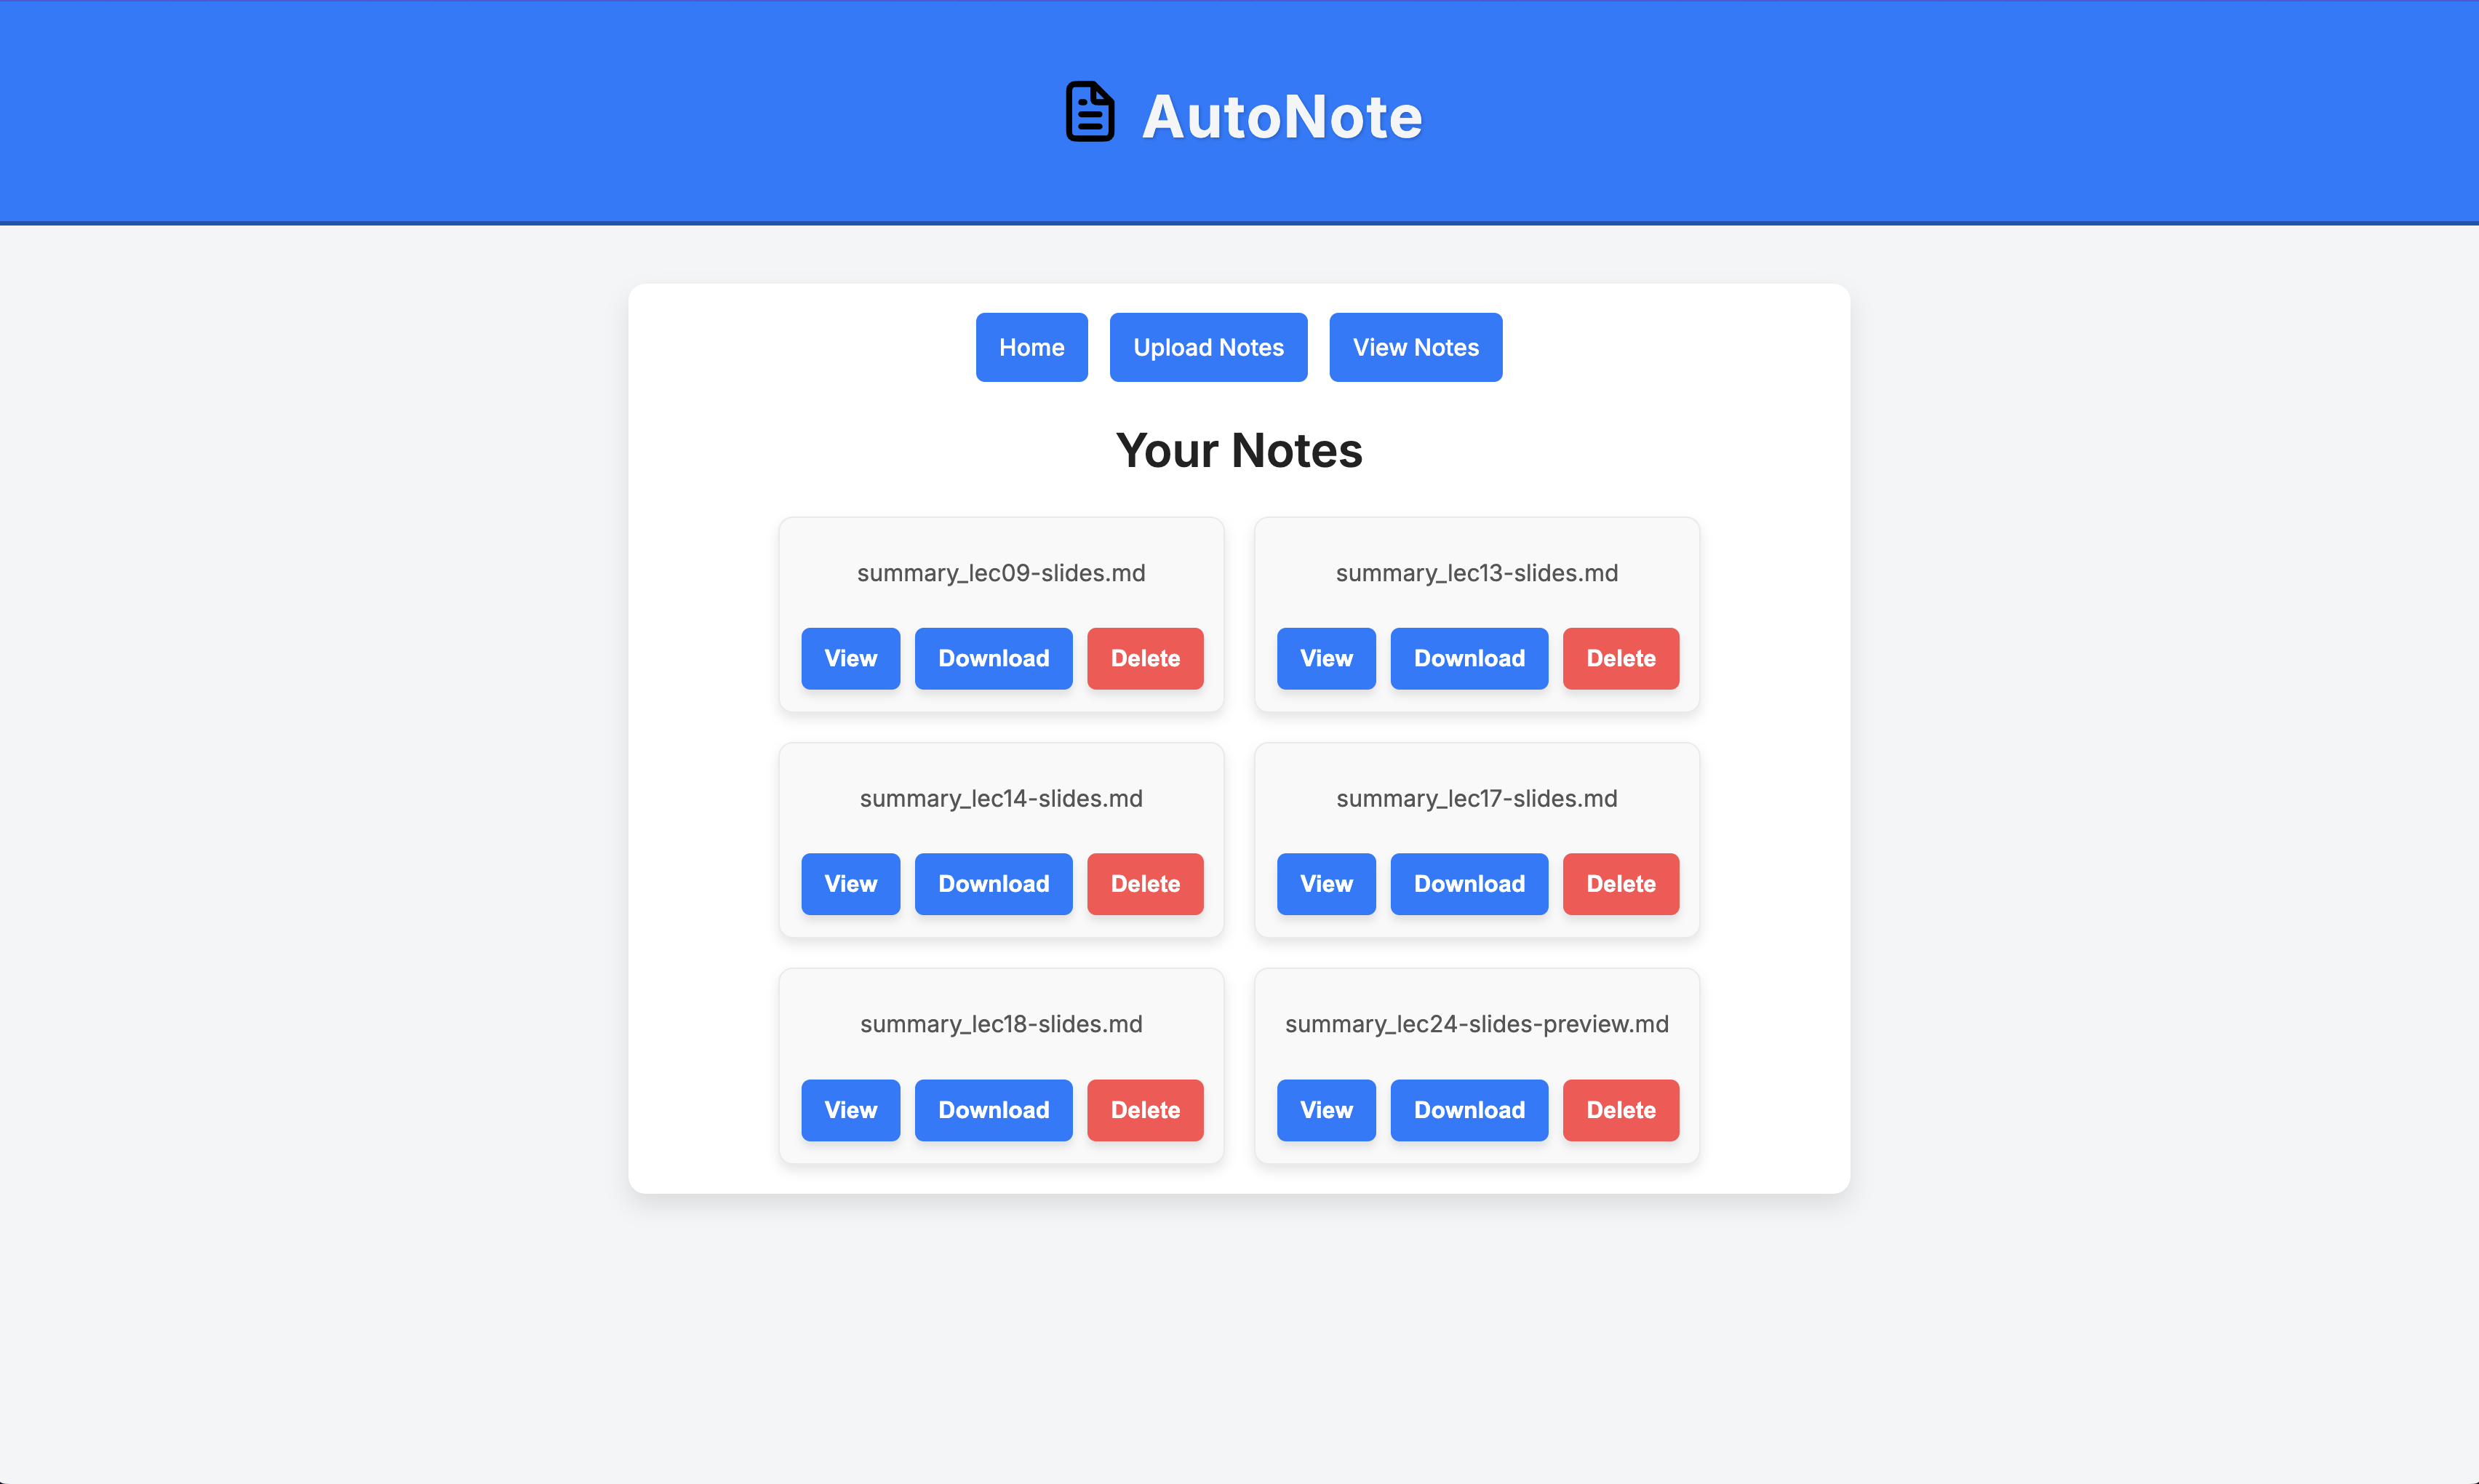 AutoNote
Home Upload Notes View Notes
Your Notes
summary_lec09-slides.md
View Download Delete
summary_lec13-slides.md
View Download Delete
summary_lec14-slides.md
View Download Delete
summary_lec17-slides.md
View Download Delete
summary_lec18-slides.md
View Download Delete
summary_lec24-slides-preview.md
View Download Delete